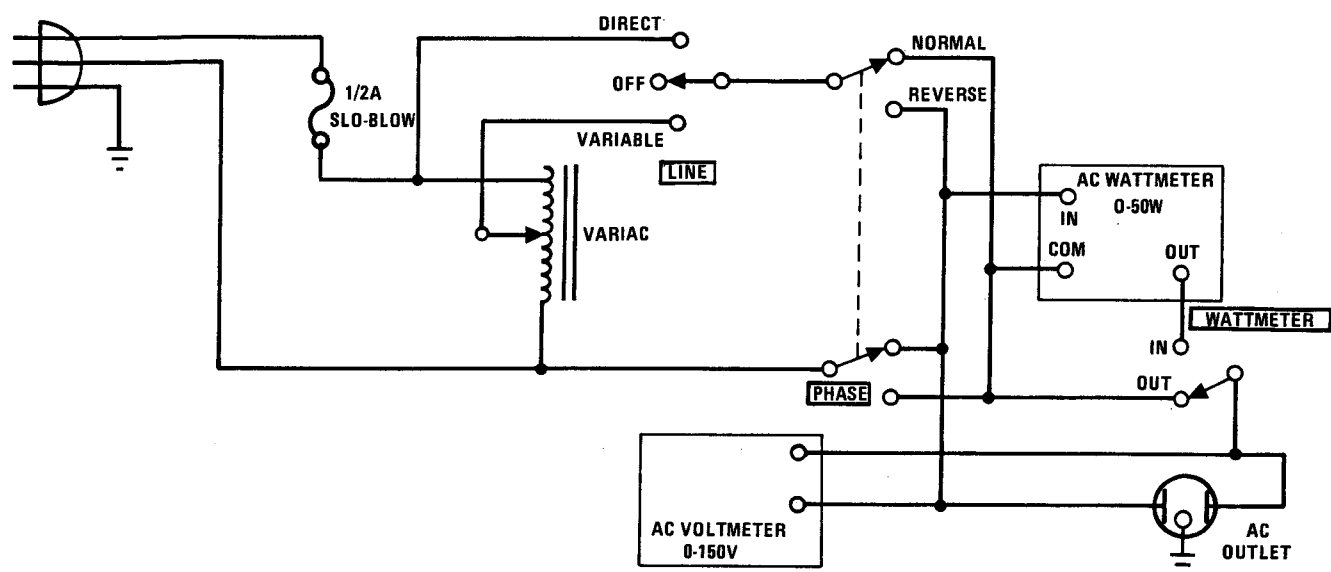 DIRECT
NORMAL
OFF
1/2A
SLO-BLOW
REVERSE
VARIABLE
LINE
AC WATTMETER
0-50W
IN
VARIAC
COM
OUT
WATTMETER
IN
OUT
PHASE
AC VOLTMETER
0-150V
AC
OUTLET